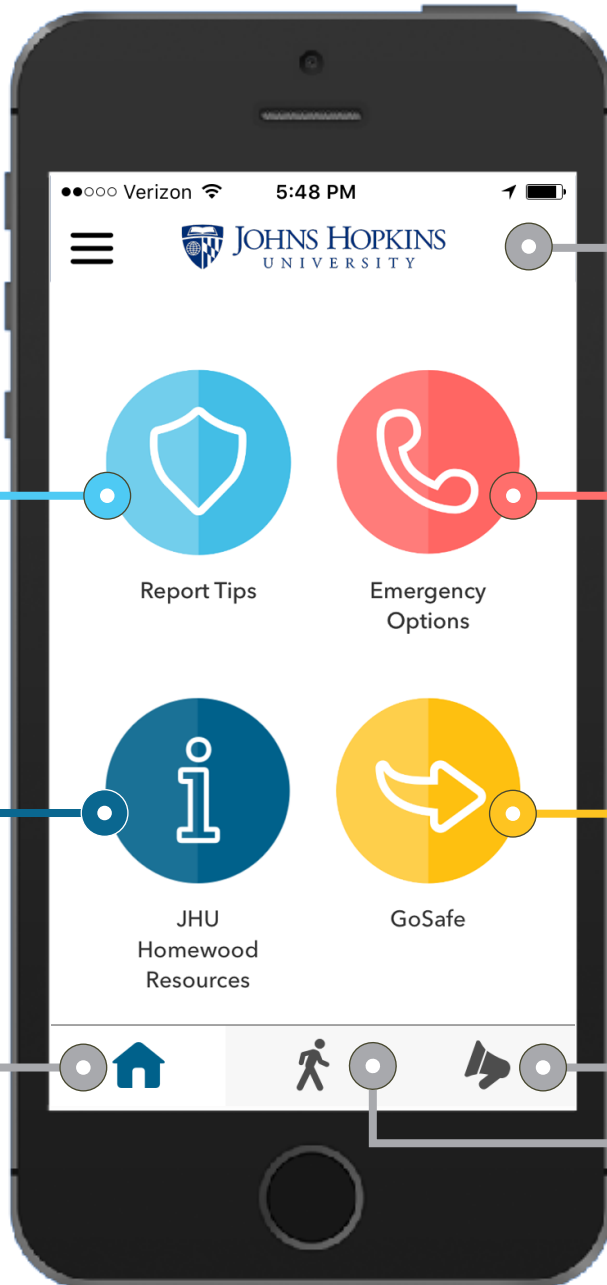 Verizon 5:48 PM
JOHNS HOPKINS
UNIVERSITY
Report Tips
Emergency
Options
JHU
Homewood
Resources
GoSafe